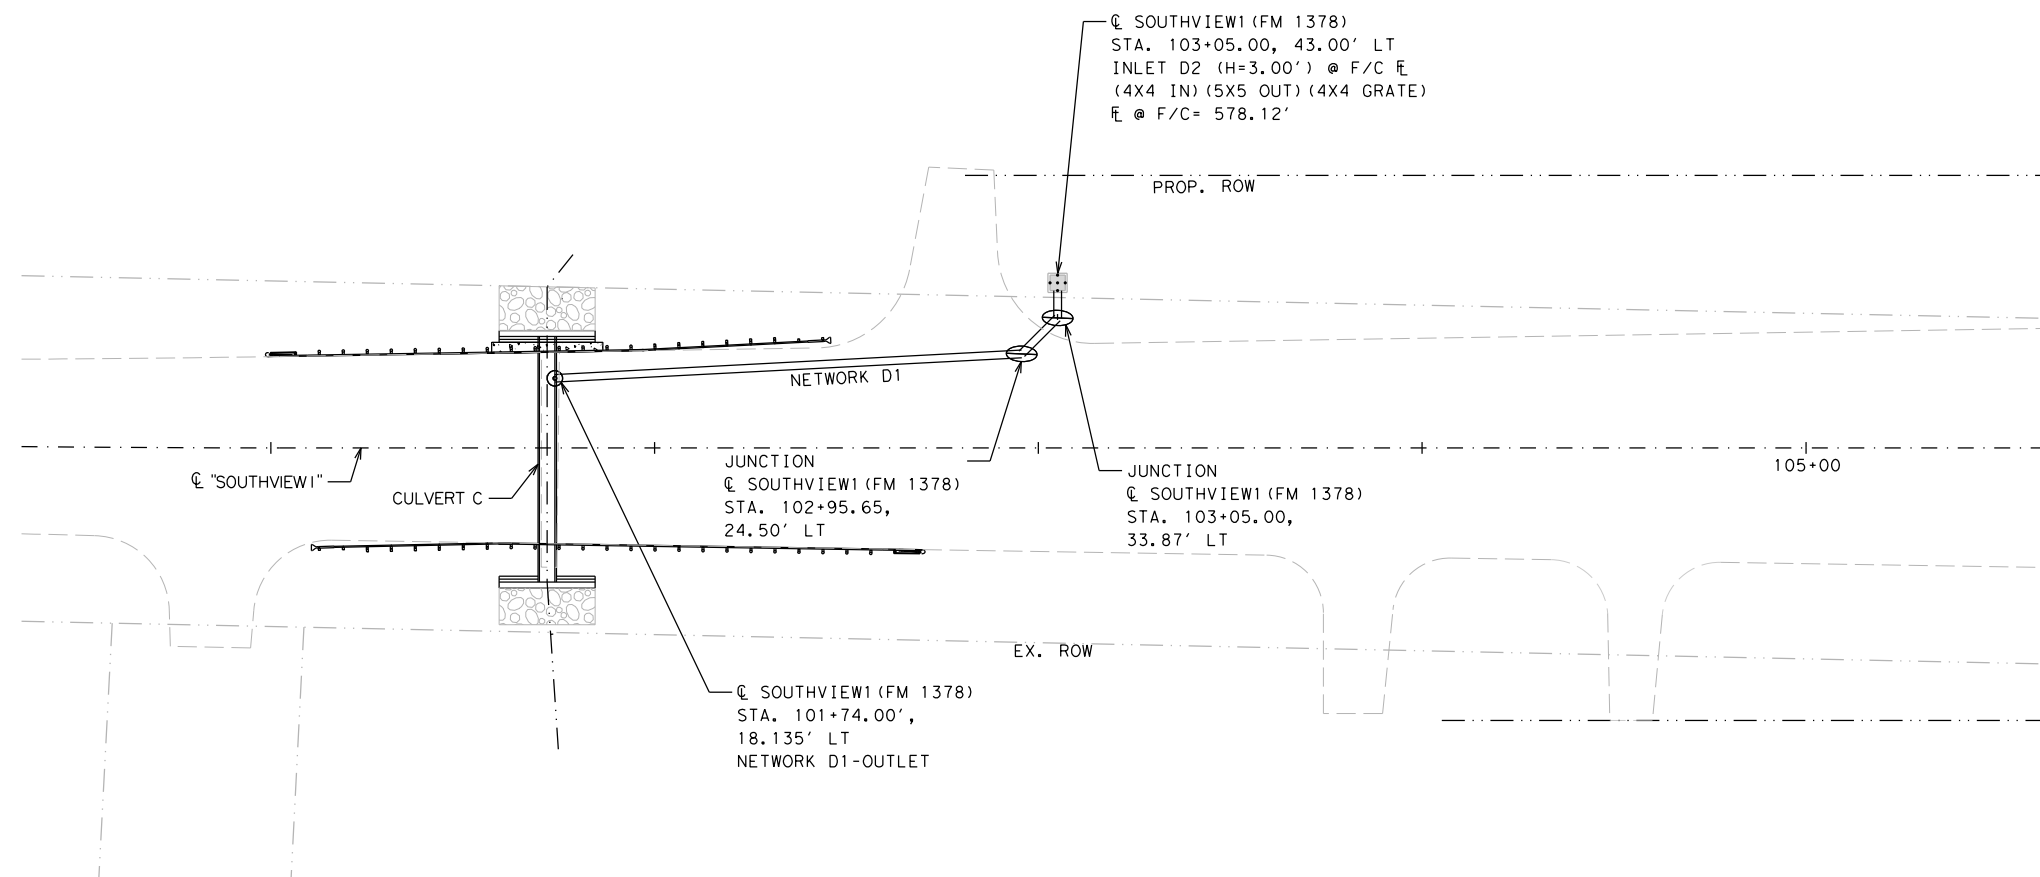 ℄ SOUTHVIEW1(FM 1378)
STA. 103+05.00, 43.00' LT
INLET D2 (H=3.00') @ F/C FL
(4X4 IN)(5X5 OUT)(4X4 GRATE)
FL @ F/C= 578.12'
PROP. ROW
NETWORK D1
105+00
℄ "SOUTHVIEW1"
CULVERT C
JUNCTION
℄ SOUTHVIEW1(FM 1378)
STA. 102+95.65,
24.50' LT
JUNCTION
℄ SOUTHVIEW1(FM 1378)
STA. 103+05.00,
33.87' LT
EX. ROW
℄ SOUTHVIEW1(FM 1378)
STA. 101+74.00',
18.135' LT
NETWORK D1-OUTLET